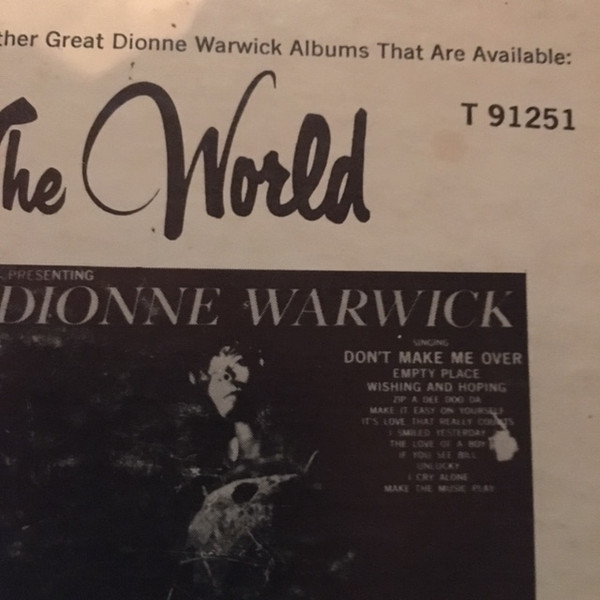 ther Great Dionne Warwick Albums That Are Available:
T 91251
The World
PRESENTING
DIONNE WARWICK
SINGING
DON'T MAKE ME OVER
EMPTY PLACE
WISHING AND HOPING
ZIP A DEE DOO DA
MAKE IT EASY ON YOURSELF
IT'S LOVE THAT REALLY COUNTS
I SMILED YESTERDAY
THE LOVE OF A BOY
IF YOU SEE BILL
UNLUCKY
I CRY ALONE
MAKE THE MUSIC PLAY